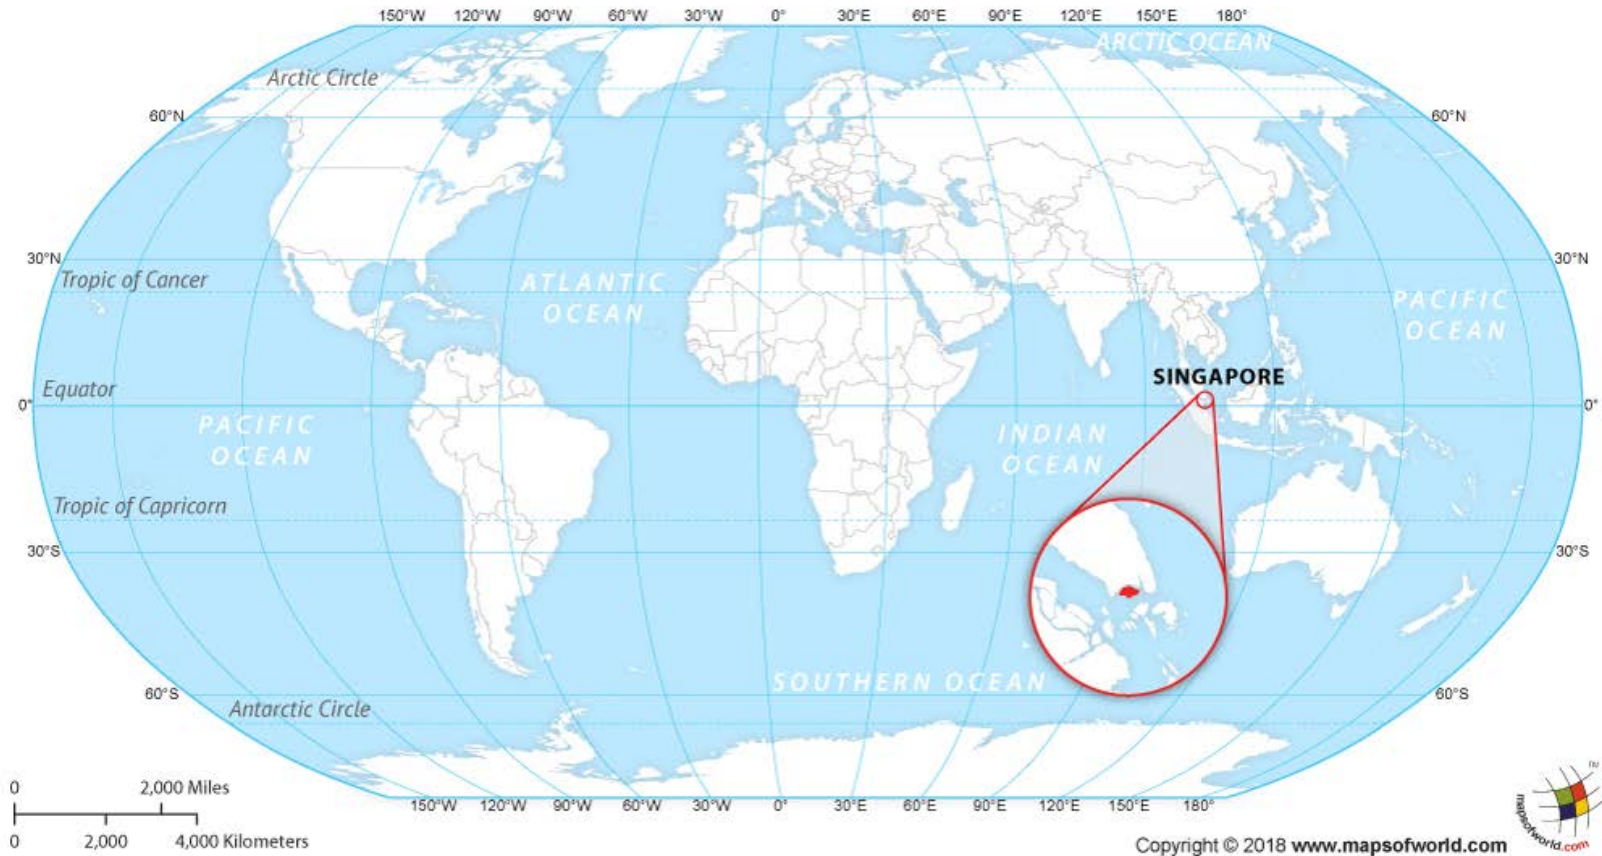 150°W 120°W 90°W 60°W 30°W 0° 30°E 60°E 90°E 120°E 150°E 180°
ARCTIC OCEAN
Arctic Circle
60°N 60°N
30°N 30°N
Tropic of Cancer
ATLANTIC
OCEAN
PACIFIC
OCEAN
SINGAPORE
Equator
0° 0°
PACIFIC
OCEAN
INDIAN
OCEAN
Tropic of Capricorn
30°S 30°S
SOUTHERN OCEAN
60°S 60°S
Antarctic Circle
150°W 120°W 90°W 60°W 30°W 0° 30°E 60°E 90°E 120°E 150°E 180°
0 2,000 Miles
0 2,000 4,000 Kilometers
TM
mapsofworld.com
Copyright © 2018 www.mapsofworld.com